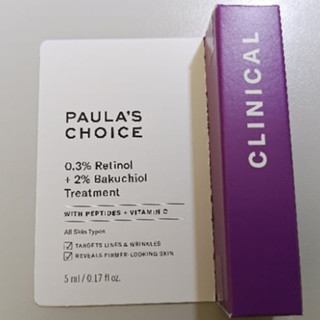 PAULA'S
CHOICE
0.3% Retinol
+ 2% Bakuchiol
Treatment
WITH PEPTIDES + VITAMIN C
All Skin Types
TARGETS LINES & WRINKLES
REVEALS FIRMER-LOOKING SKIN
5 ml / 0.17 fl oz.
CLINICAL